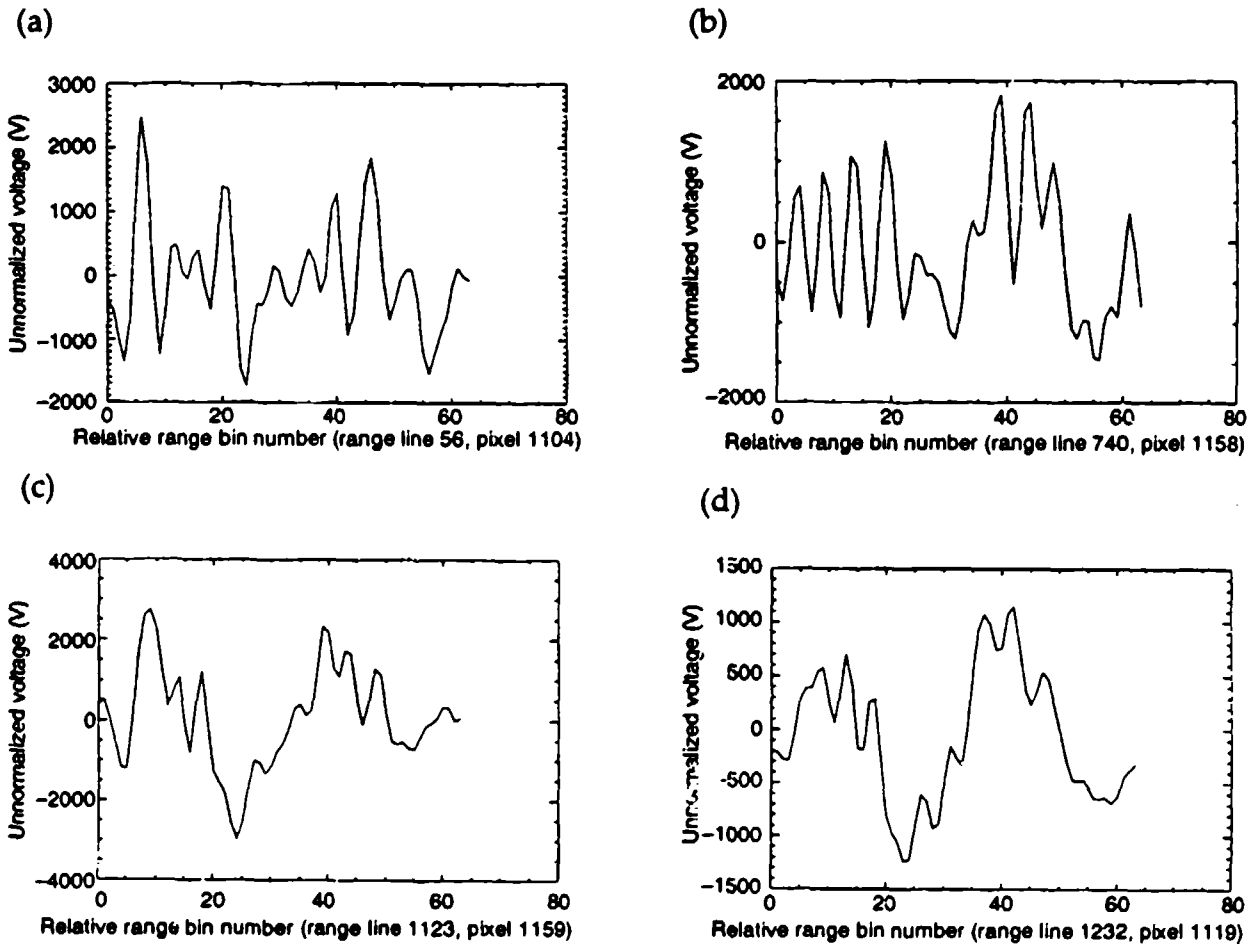 (a)
(b)
3000
2000
1000
0
−1000
−2000
Unnormalized voltage (V)
0 20 40 60 80
Relative range bin number (range line 56, pixel 1104)
2000
0
−2000
Unnormalized voltage (V)
0 20 40 60 80
Relative range bin number (range line 740, pixel 1158)
(c)
(d)
4000
2000
0
−2000
−4000
Unnormalized voltage (V)
0 20 40 60 80
Relative range bin number (range line 1123, pixel 1159)
1500
1000
500
0
-500
−1000
−1500
Unnormalized voltage (V)
0 20 40 60 80
Relative range bin number (range line 1232, pixel 1119)